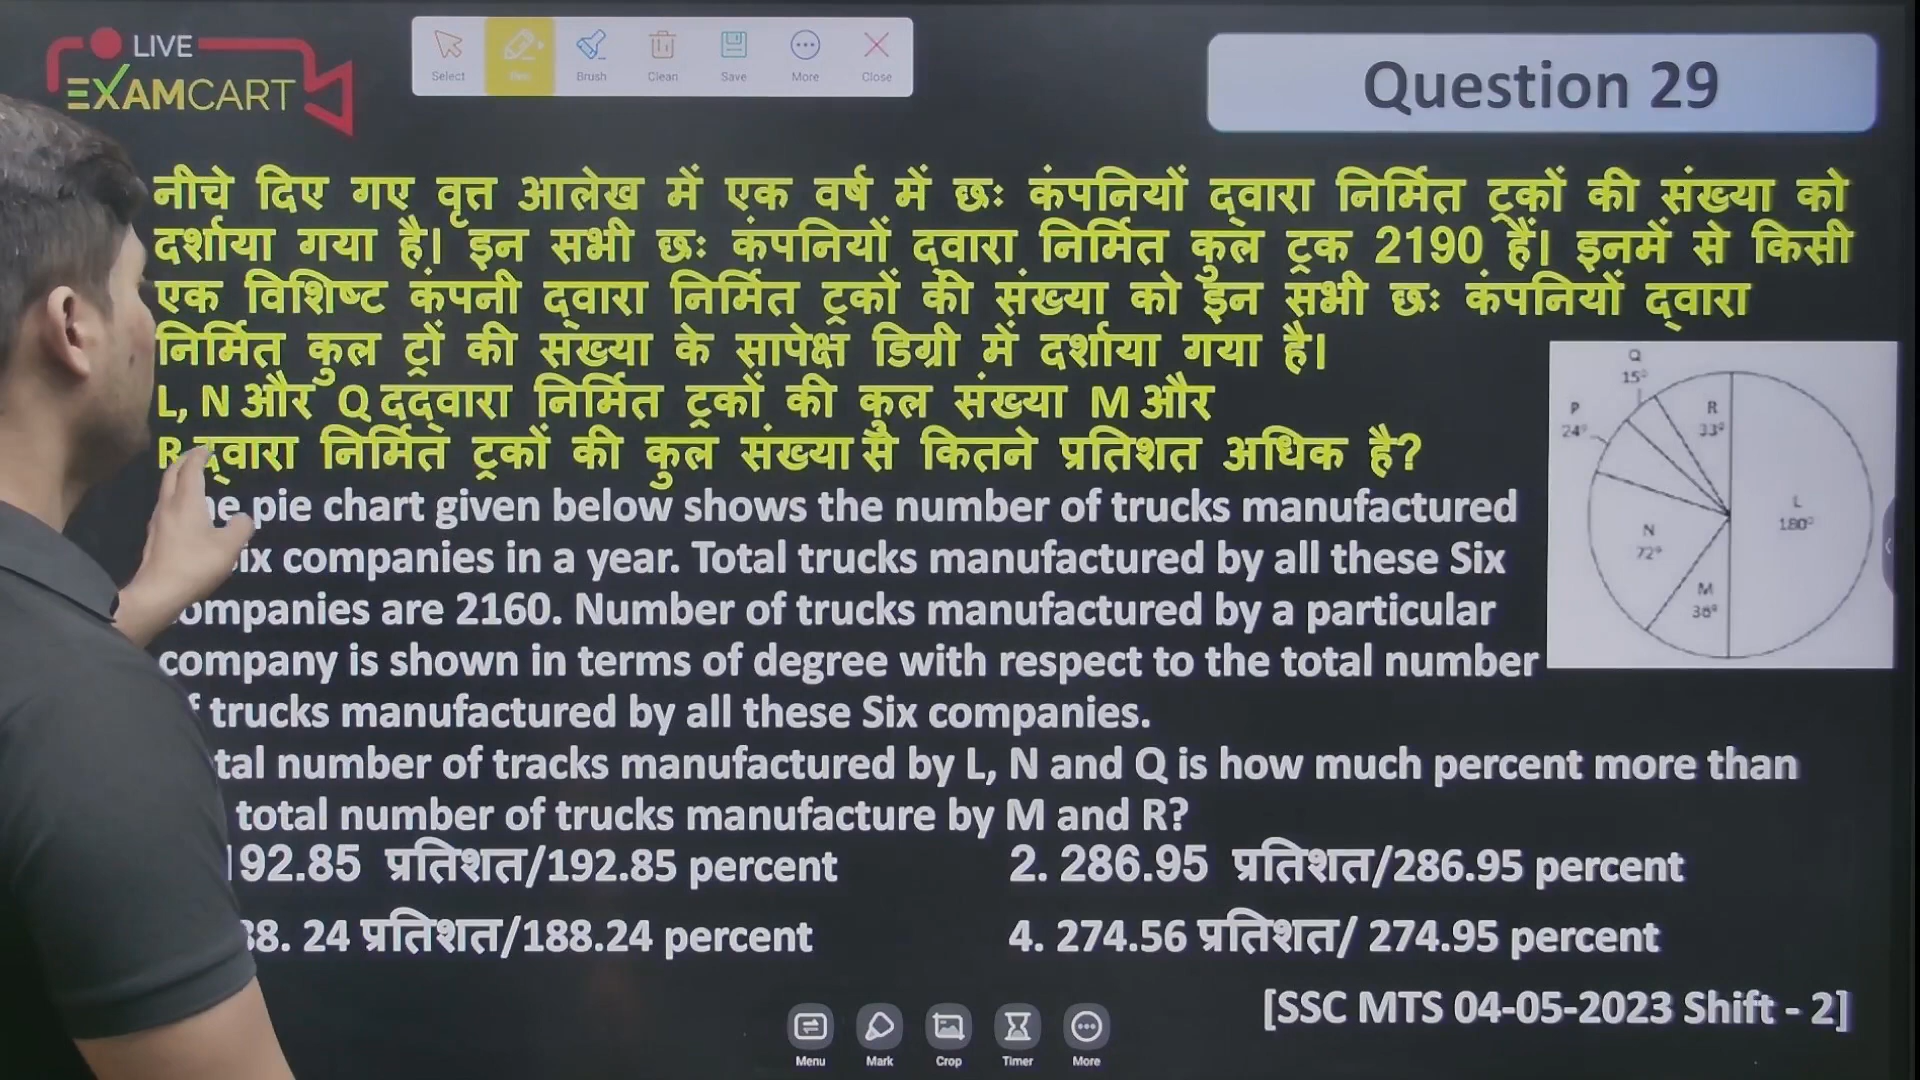 LIVE
EXAMCART
Select
Brush
Clean
Save
More
Close
Question 29
नीचे दिए गए वृत्त आलेख में एक वर्ष में छः कंपनियों द्वारा निर्मित ट्रकों की संख्या को
दर्शाया गया है। इन सभी छः कंपनियों द्वारा निर्मित कुल ट्रक 2190 हैं। इनमें से किसी
एक विशिष्ट कंपनी द्वारा निर्मित ट्रकों की संख्या को इन सभी छः कंपनियों द्वारा
निर्मित कुल ट्रों की संख्या के सापेक्ष डिग्री में दर्शाया गया है।
L, N और Q दद्वारा निर्मित ट्रकों की कुल संख्या M और
R द्वारा निर्मित ट्रकों की कुल संख्या से कितने प्रतिशत अधिक है?
pie chart given below shows the number of trucks manufactured
ix companies in a year. Total trucks manufactured by all these Six
ompanies are 2160. Number of trucks manufactured by a particular
company is shown in terms of degree with respect to the total number
trucks manufactured by all these Six companies.
tal number of tracks manufactured by L, N and Q is how much percent more than
total number of trucks manufacture by M and R?
192.85 प्रतिशत/192.85 percent
2. 286.95 प्रतिशत/286.95 percent
38. 24 प्रतिशत/188.24 percent
4. 274.56 प्रतिशत/ 274.95 percent
[SSC MTS 04-05-2023 Shift - 2]
Q
15°
P
24°
R
33°
L
180°
N
72°
M
36°
Menu
Mark
Crop
Timer
More